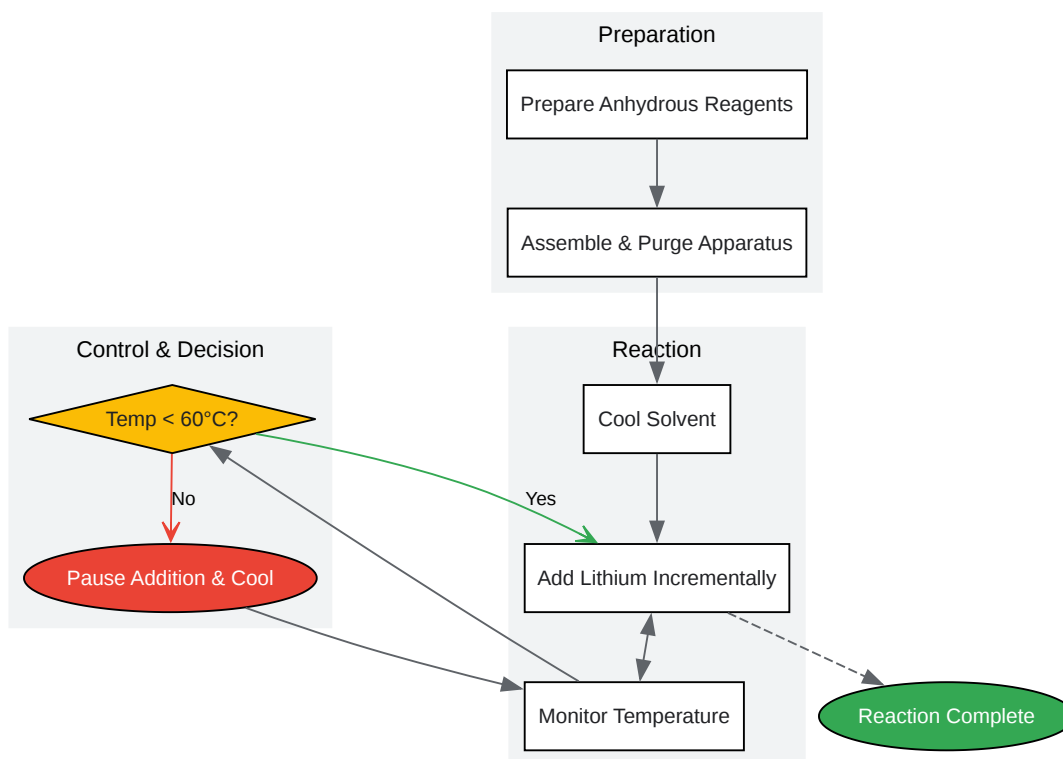 Preparation
Prepare Anhydrous Reagents
Assemble & Purge Apparatus
Control & Decision
Temp < 60°C?
No
Pause Addition & Cool
Yes
Reaction
Cool Solvent
Add Lithium Incrementally
Monitor Temperature
Reaction Complete